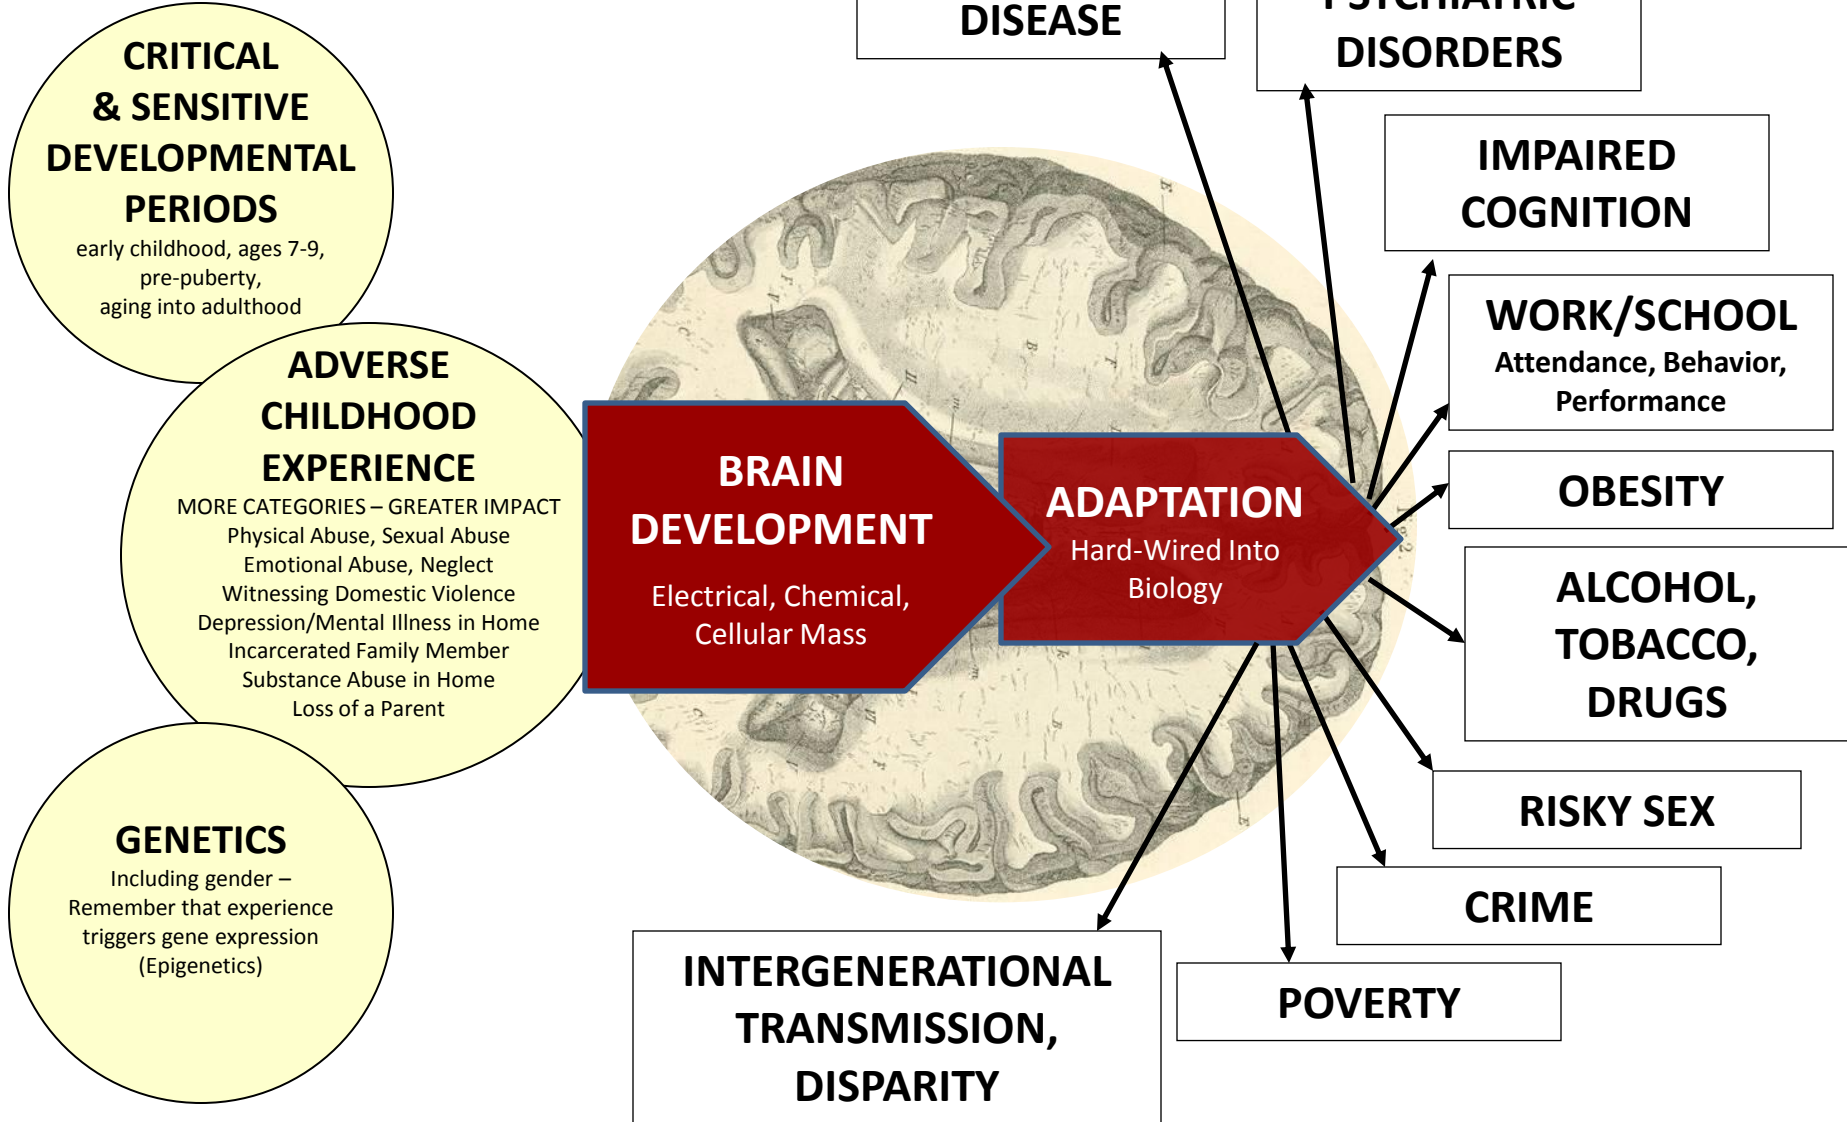 CRITICAL
& SENSITIVE
DEVELOPMENTAL
PERIODS
early childhood, ages 7-9,
pre-puberty,
aging into adulthood
ADVERSE
CHILDHOOD
EXPERIENCE
MORE CATEGORIES – GREATER IMPACT
Physical Abuse, Sexual Abuse
Emotional Abuse, Neglect
Witnessing Domestic Violence
Depression/Mental Illness in Home
Incarcerated Family Member
Substance Abuse in Home
Loss of a Parent
GENETICS
Including gender –
Remember that experience
triggers gene expression
(Epigenetics)
BRAIN
DEVELOPMENT
Electrical, Chemical,
Cellular Mass
ADAPTATION
Hard-Wired Into
Biology
DISEASE
PSYCHIATRIC
DISORDERS
IMPAIRED
COGNITION
WORK/SCHOOL
Attendance, Behavior,
Performance
OBESITY
ALCOHOL,
TOBACCO,
DRUGS
RISKY SEX
CRIME
POVERTY
INTERGENERATIONAL
TRANSMISSION,
DISPARITY